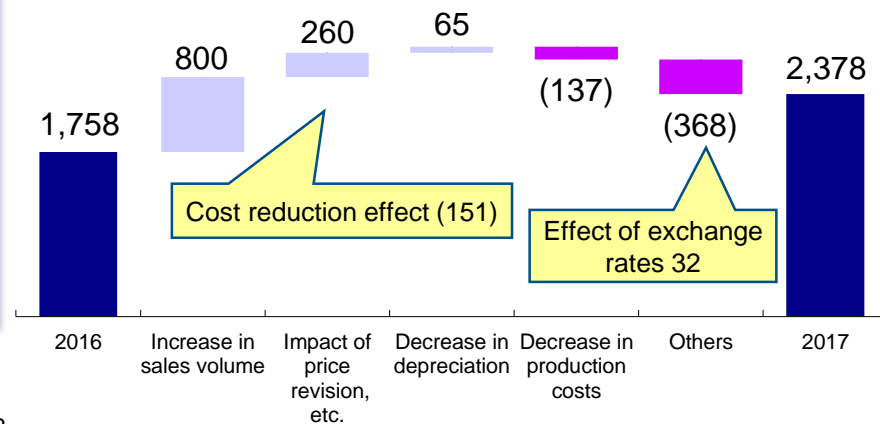 1,758
800
260
65
(137)
(368)
2,378
Cost reduction effect (151)
Effect of exchange
rates 32
2016
Increase in
sales volume
Impact of
price
revision,
etc.
Decrease in
depreciation
Decrease in
production
costs
Others
2017